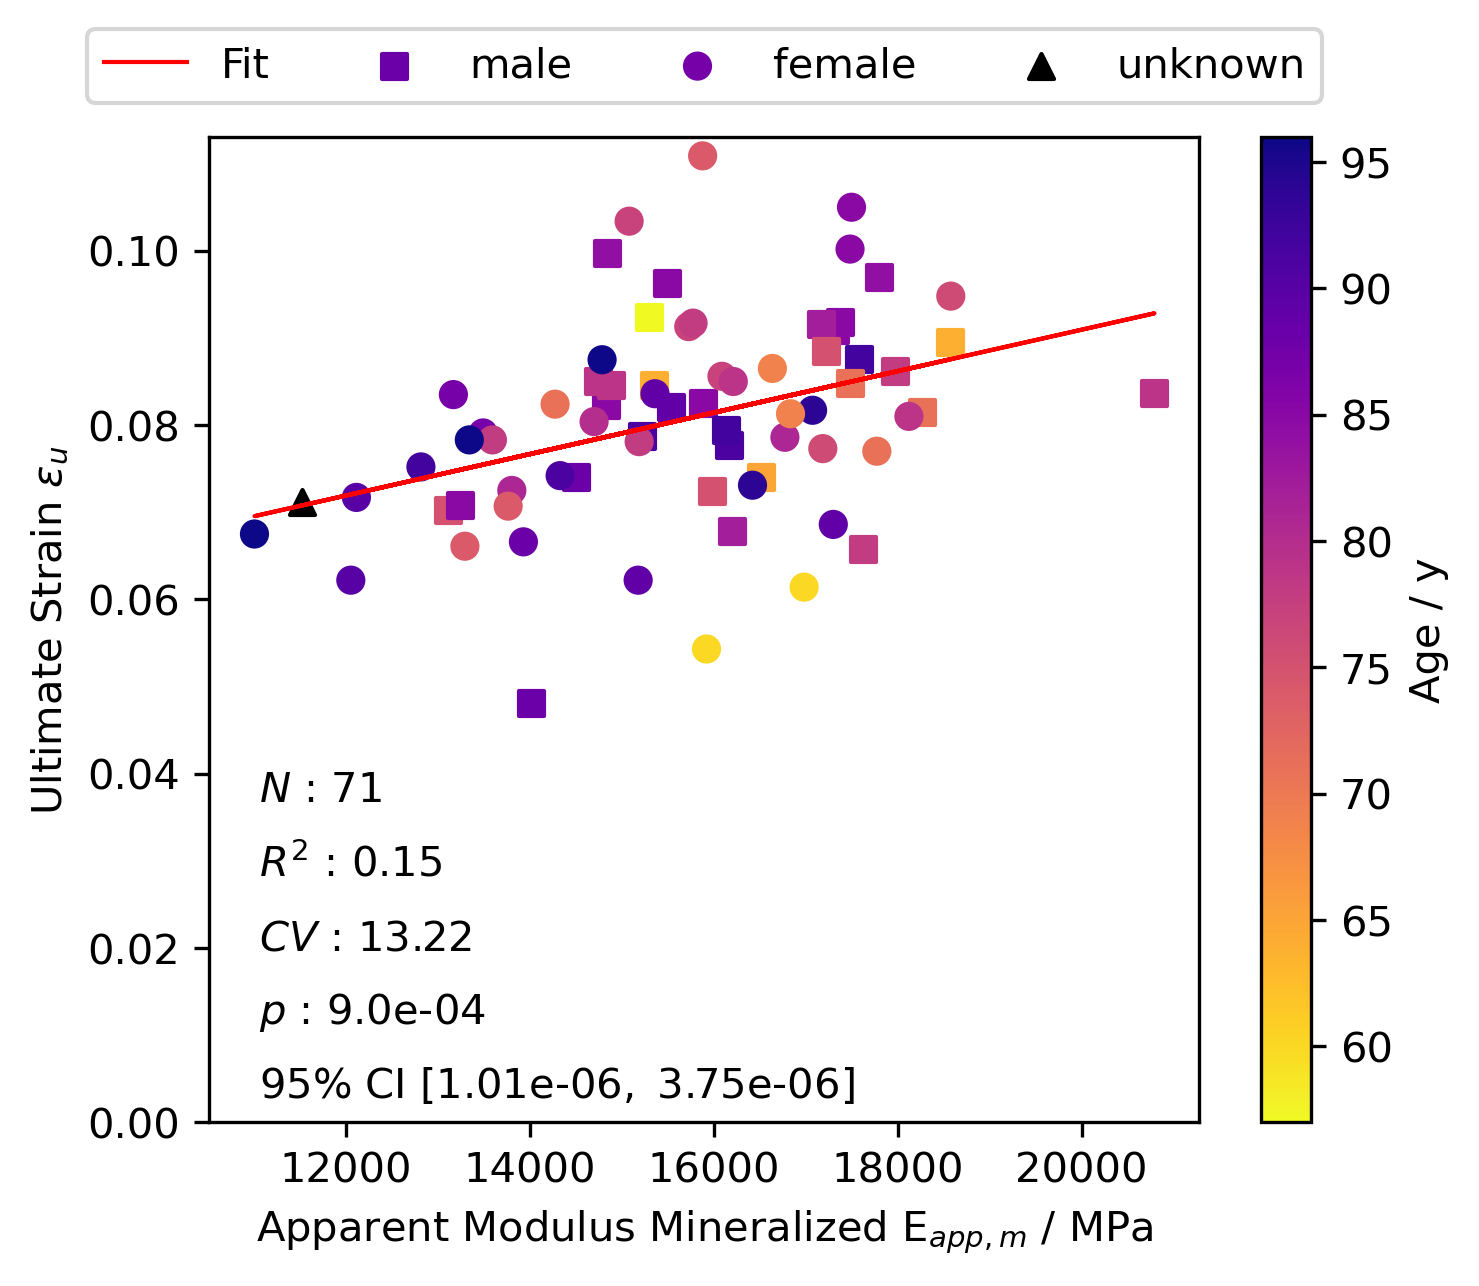 Fit male female unknown
0.10
0.08
0.06
0.04
0.02
0.00
Ultimate Strain εu
N : 71
R² : 0.15
CV : 13.22
p : 9.0e-04
95% CI [1.01e-06, 3.75e-06]
12000 14000 16000 18000 20000
Apparent Modulus Mineralized Eapp, m / MPa
95
90
85
80
75
70
65
60
Age / y